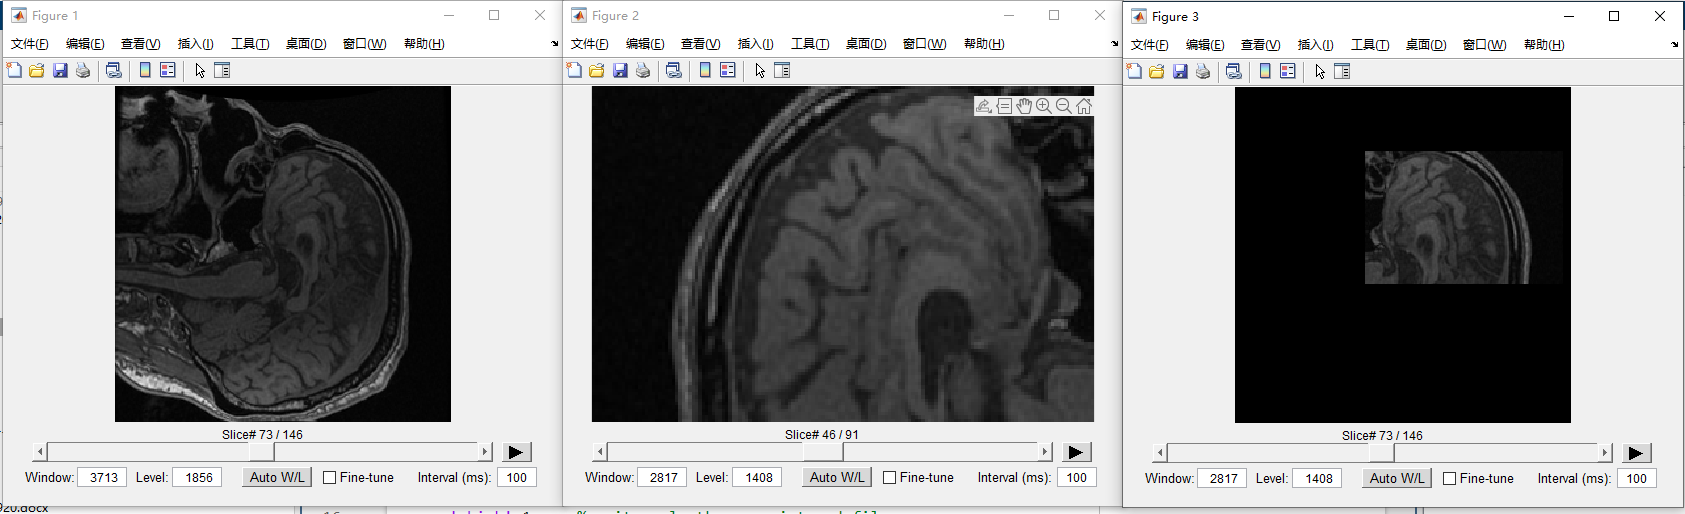 Figure 1
文件(F) 编辑(E) 查看(V) 插入(I) 工具(T) 桌面(D) 窗口(W) 帮助(H)
Slice# 73 / 146
Window: 3713 Level: 1856 Auto W/L Fine-tune Interval (ms): 100
Figure 2
文件(F) 编辑(E) 查看(V) 插入(I) 工具(T) 桌面(D) 窗口(W) 帮助(H)
Slice# 46 / 91
Window: 2817 Level: 1408 Auto W/L Fine-tune Interval (ms): 100
Figure 3
文件(F) 编辑(E) 查看(V) 插入(I) 工具(T) 桌面(D) 窗口(W) 帮助(H)
Slice# 73 / 146
Window: 2817 Level: 1408 Auto W/L Fine-tune Interval (ms): 100
920.docx